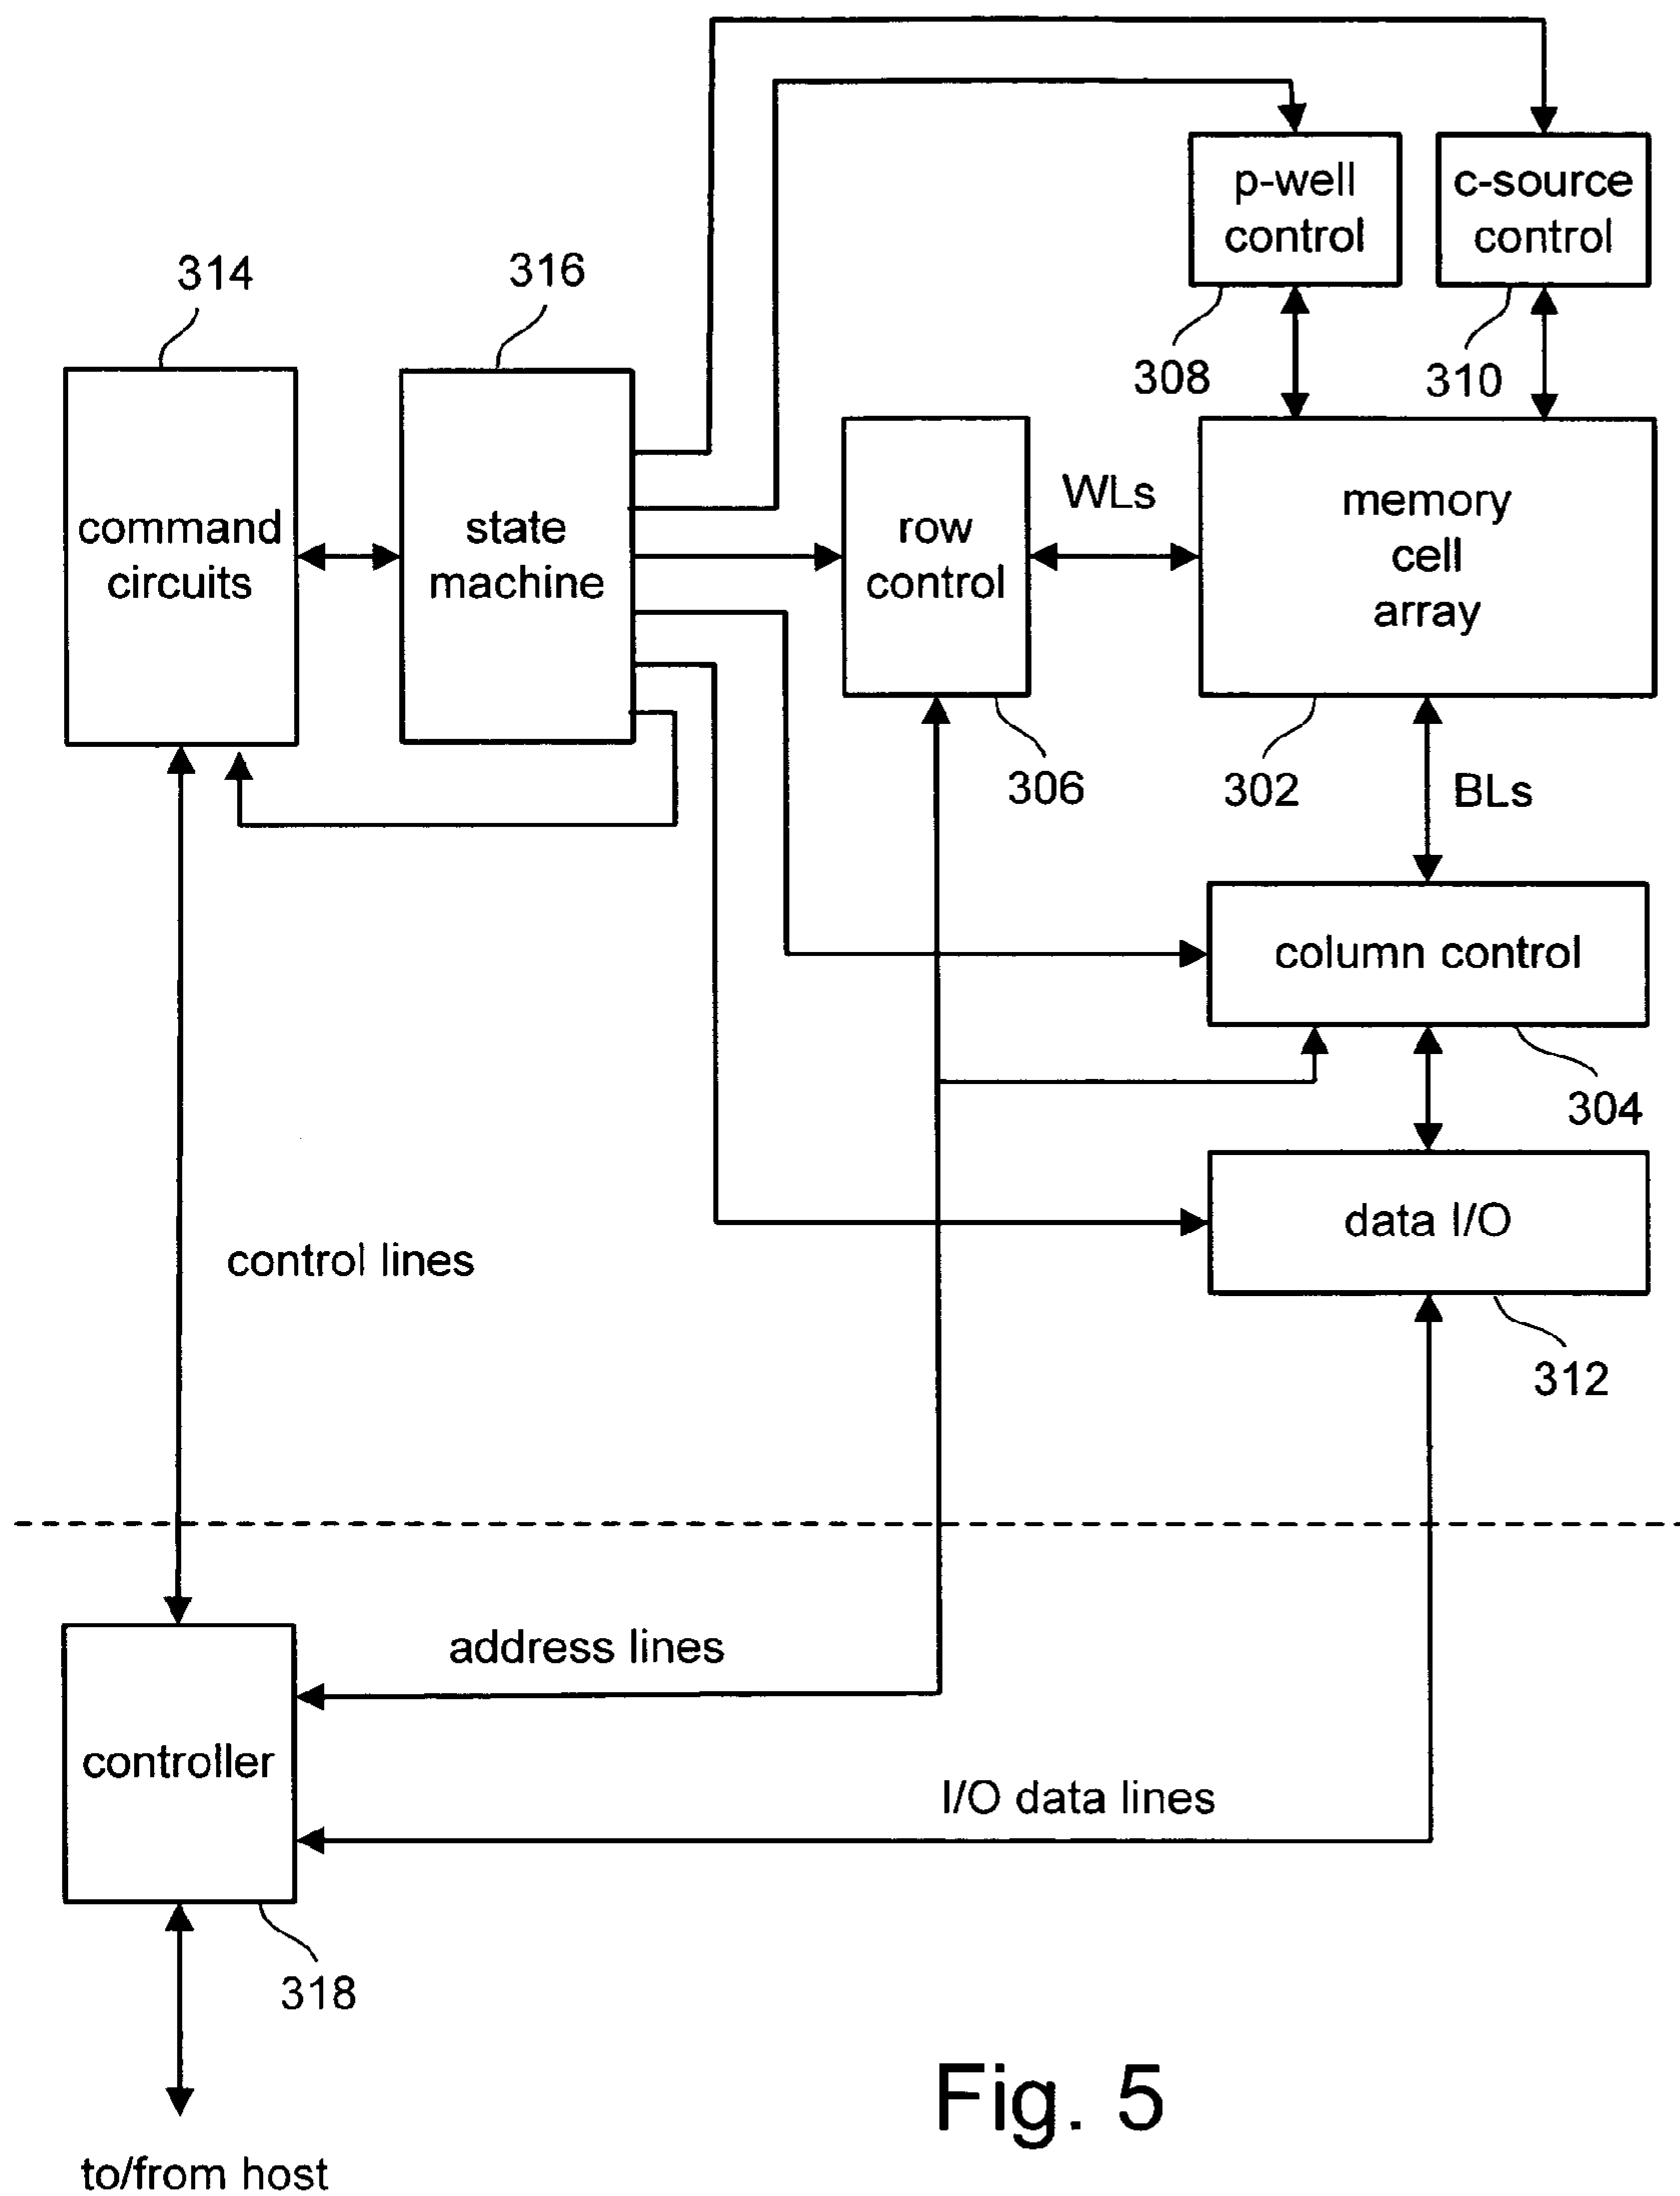 p-well
control
c-source
control
314
316
308
310
command
circuits
state
machine
row
control
WLs
memory
cell
array
306
302
BLs
column control
304
data I/O
control lines
312
address lines
controller
I/O data lines
318
Fig. 5
to/from host